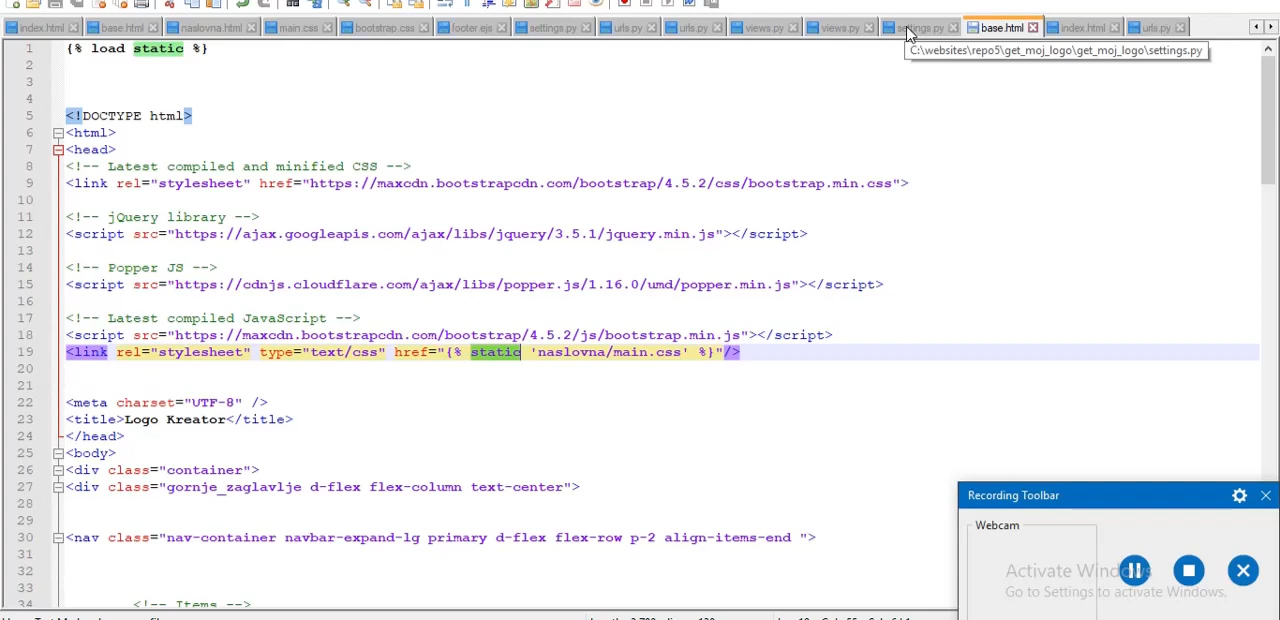 index.html base.html naslovna.html main.css bootstrap.css footer.ejs settings.py urls.py urls.py views.py views.py settings.py base.html index.html urls.py
C:\websites\repo5\get_moj_logo\get_moj_logo\settings.py
1 {% load static %}
2
3
4
5 <!DOCTYPE html>
6 <html>
7 <head>
8 <!-- Latest compiled and minified CSS -->
9 <link rel="stylesheet" href="https://maxcdn.bootstrapcdn.com/bootstrap/4.5.2/css/bootstrap.min.css">
10
11 <!-- jQuery library -->
12 <script src="https://ajax.googleapis.com/ajax/libs/jquery/3.5.1/jquery.min.js"></script>
13
14 <!-- Popper JS -->
15 <script src="https://cdnjs.cloudflare.com/ajax/libs/popper.js/1.16.0/umd/popper.min.js"></script>
16
17 <!-- Latest compiled JavaScript -->
18 <script src="https://maxcdn.bootstrapcdn.com/bootstrap/4.5.2/js/bootstrap.min.js"></script>
19 <link rel="stylesheet" type="text/css" href="{% static 'naslovna/main.css' %}"/>
20
21
22 <meta charset="UTF-8" />
23 <title>Logo Kreator</title>
24 </head>
25 <body>
26 <div class="container">
27 <div class="gornje_zaglavlje d-flex flex-column text-center">
28
29
30 <nav class="nav-container navbar-expand-lg primary d-flex flex-row p-2 align-items-end ">
31
32
33
34 <!-- Items -->
Recording Toolbar
Webcam
Activate Windows
Go to Settings to activate Windows.